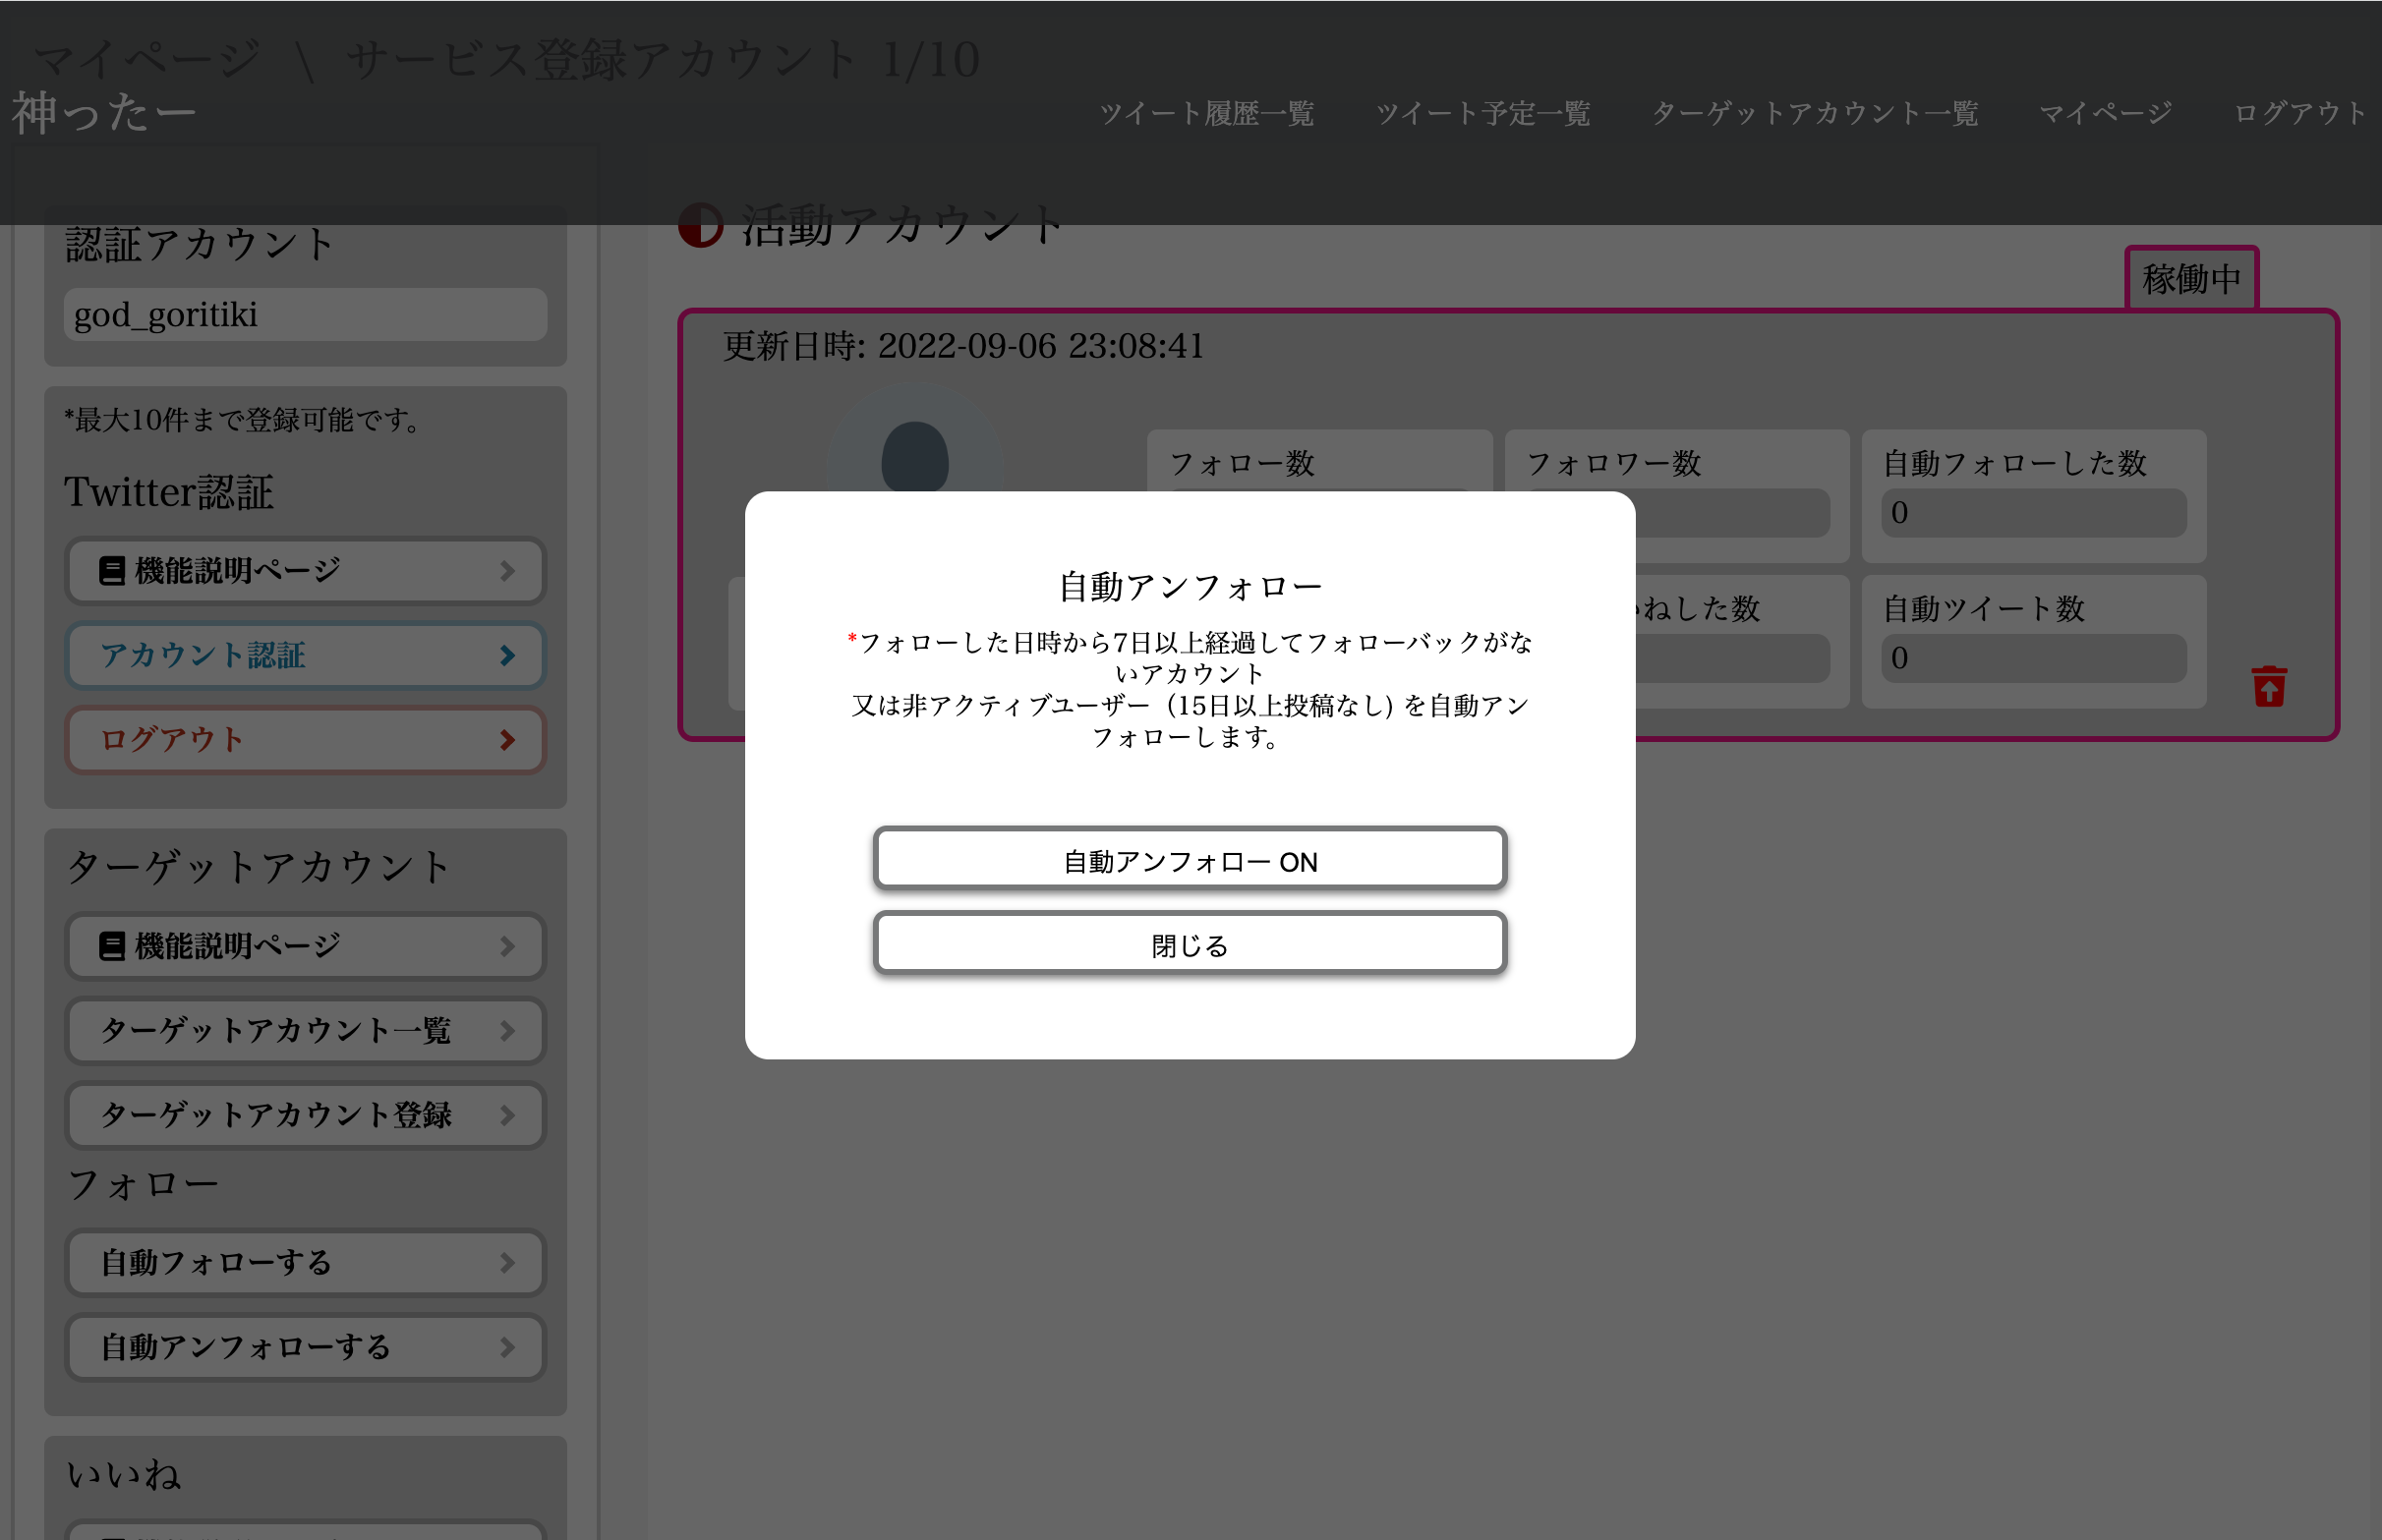 マイページ \ サービス登録アカウント 1/10
神ったー
ツイート履歴一覧 ツイート予定一覧 ターゲットアカウント一覧 マイページ ログアウト
認証アカウント
god_goritiki
*最大10件まで登録可能です。
Twitter認証
機能説明ページ
アカウント認証
ログアウト
ターゲットアカウント
機能説明ページ
ターゲットアカウント一覧
ターゲットアカウント登録
フォロー
自動フォローする
自動アンフォローする
いいね
活動アカウント
稼働中
更新日時: 2022-09-06 23:08:41
フォロー数
フォロワー数
自動フォローした数
0
ねした数
自動ツイート数
0
自動アンフォロー
*フォローした日時から7日以上経過してフォローバックがな
いアカウント
又は非アクティブユーザー（15日以上投稿なし) を自動アン
フォローします。
自動アンフォロー ON
閉じる